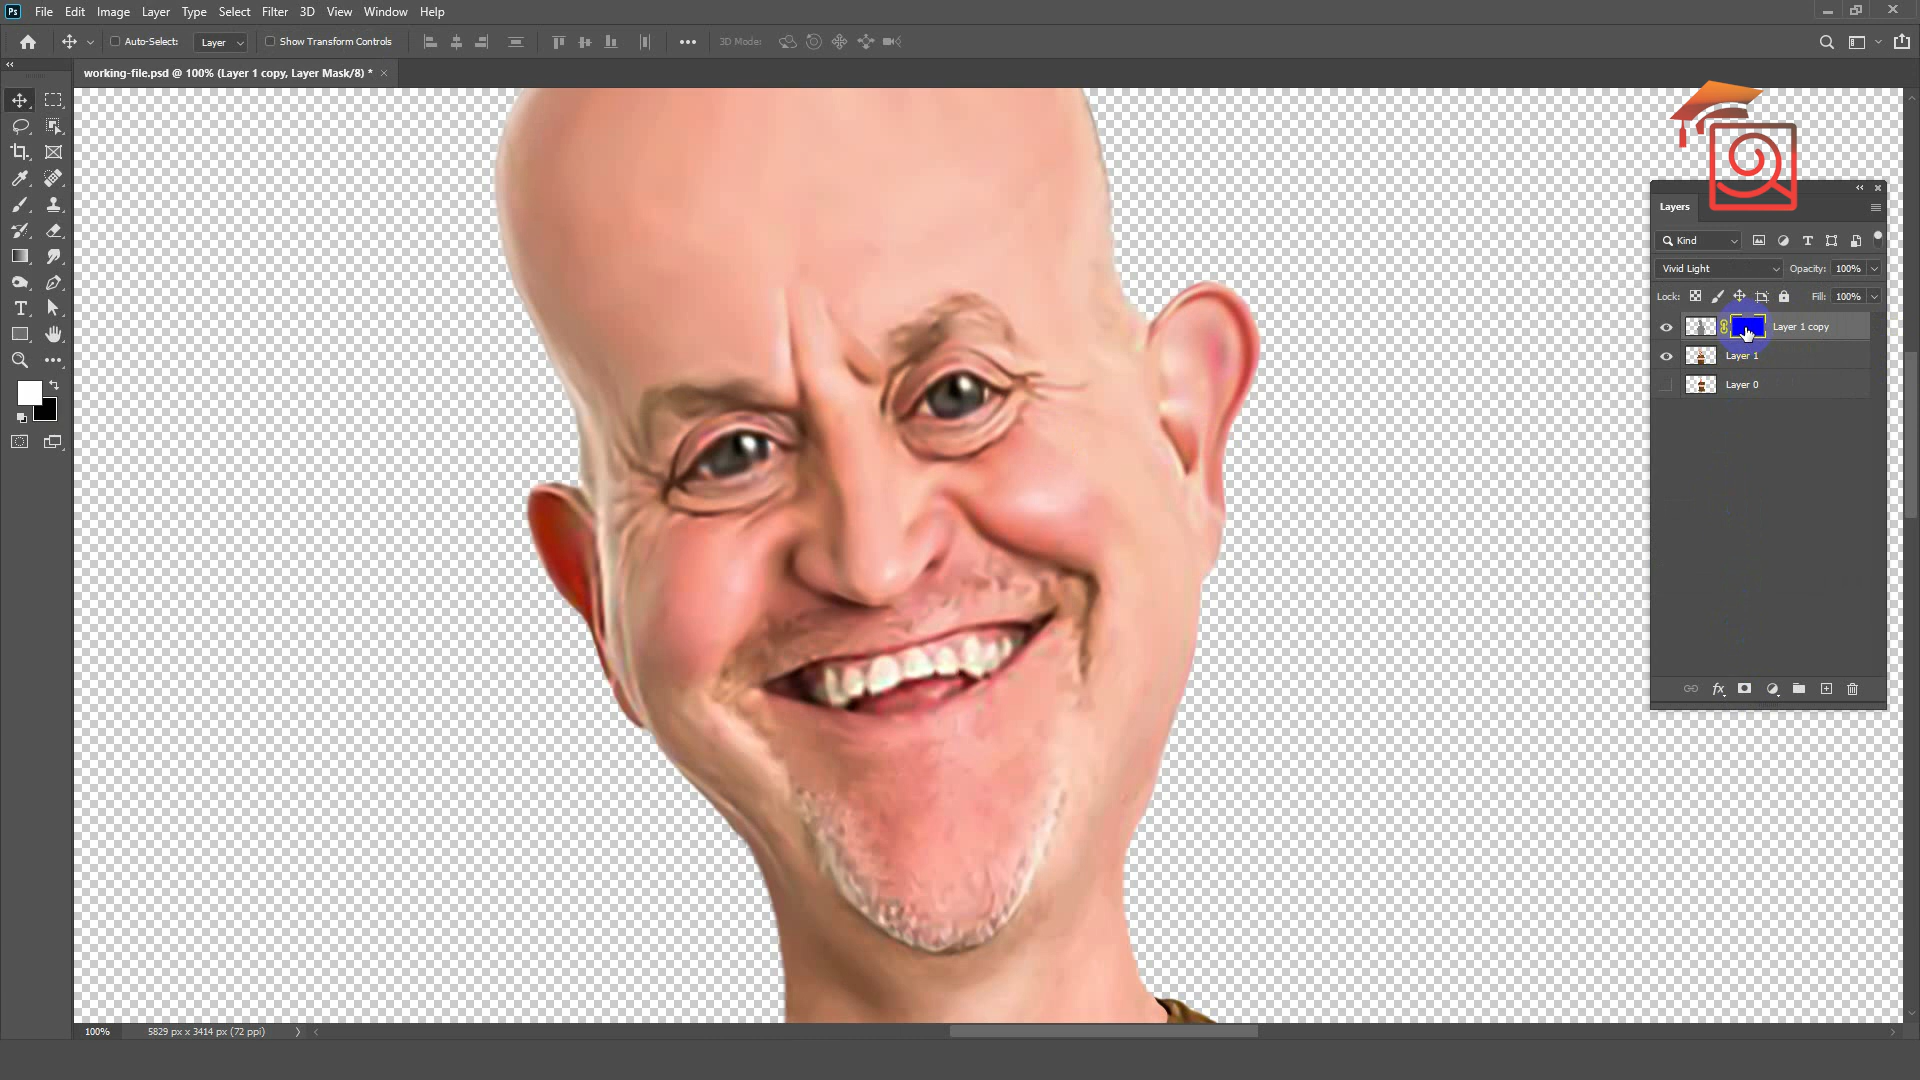 Ps File Edit Image Layer Type Select Filter 3D View Window Help
Auto-Select: Layer Show Transform Controls 3D Mode:
working-file.psd @ 100% (Layer 1 copy, Layer Mask/8) *
Layers
Kind
Vivid Light Opacity: 100%
Lock: Fill: 100%
Layer 1 copy
Layer 1
Layer 0
fx
100% 5829 px x 3414 px (72 ppi)